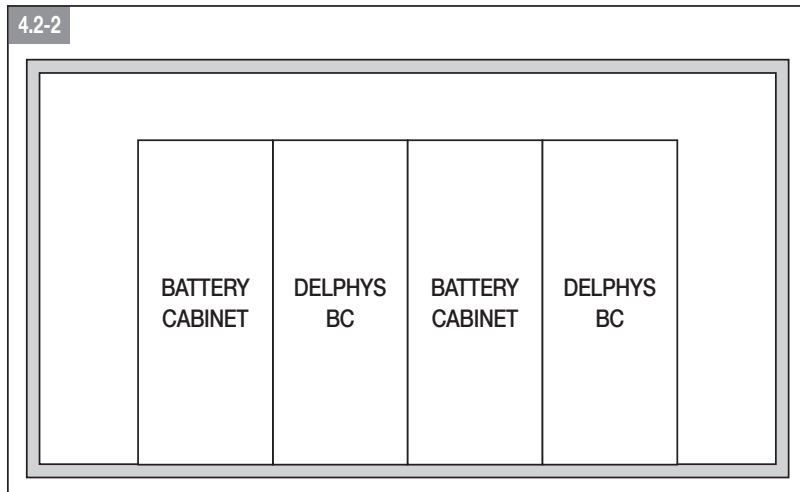 4.2-2
BATTERY
CABINET
DELPHYS
BC
BATTERY
CABINET
DELPHYS
BC